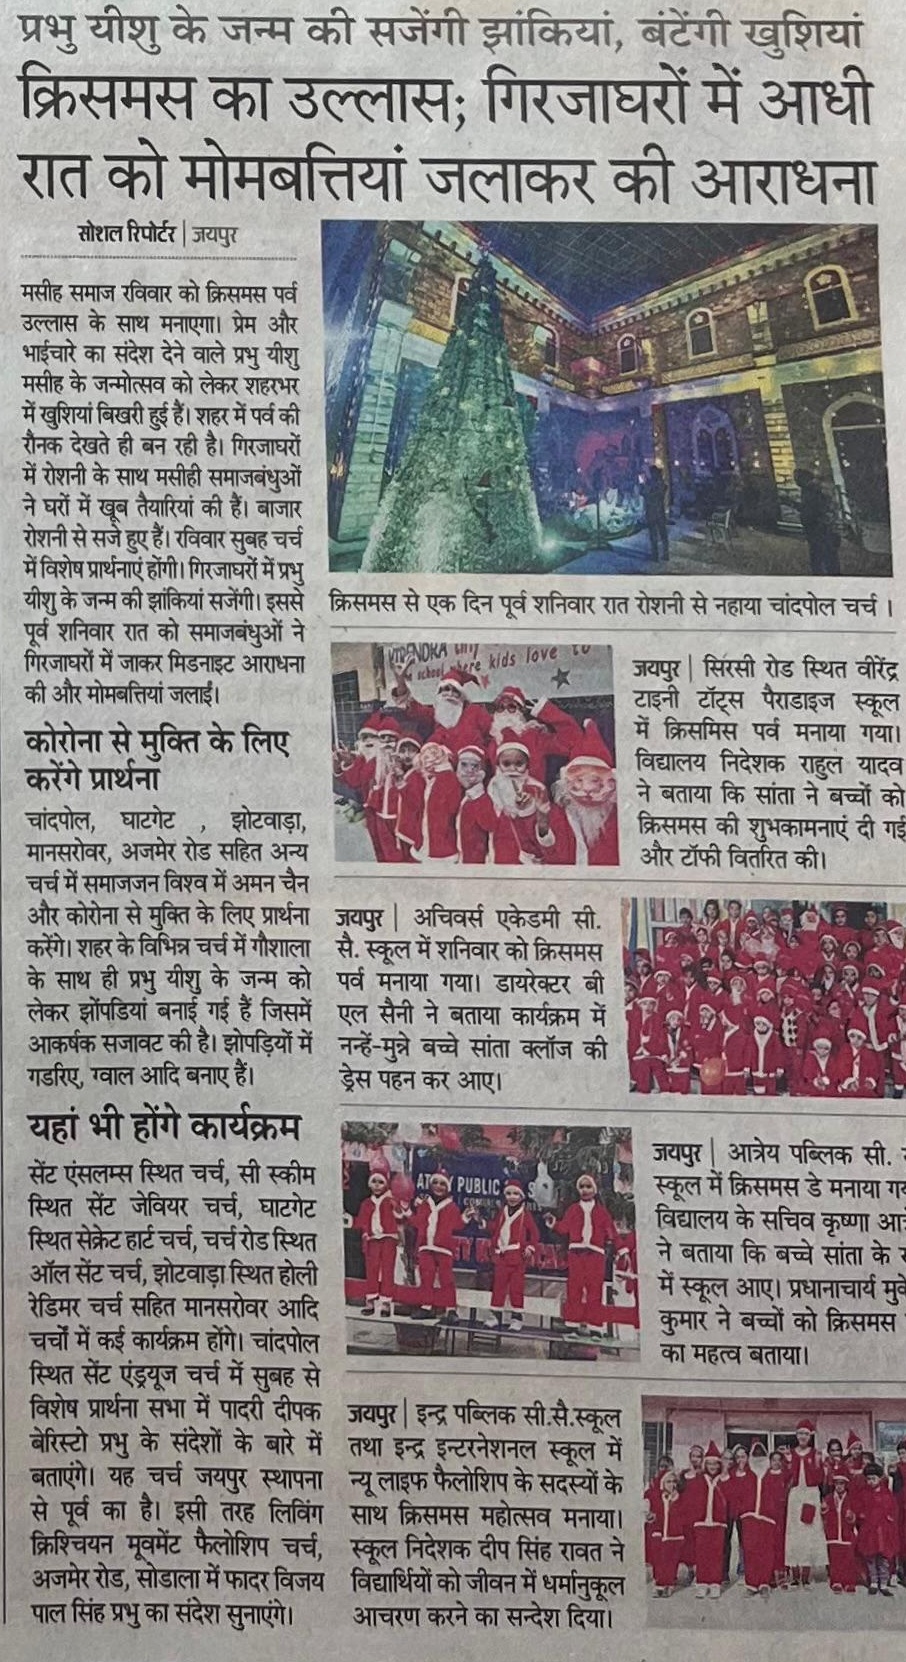 प्रभु यीशु के जन्म की सजेंगी झांकियां, बंटेंगी खुशियां
क्रिसमस का उल्लास; गिरजाघरों में आधी
रात को मोमबत्तियां जलाकर की आराधना
सोशल रिपोर्टर | जयपुर
मसीह समाज रविवार को क्रिसमस पर्व
उल्लास के साथ मनाएगा। प्रेम और
भाईचारे का संदेश देने वाले प्रभु यीशु
मसीह के जन्मोत्सव को लेकर शहरभर
में खुशियां बिखरी हुई हैं। शहर में पर्व की
रौनक देखते ही बन रही है। गिरजाघरों
में रोशनी के साथ मसीही समाजबंधुओं
ने घरों में खूब तैयारियां की हैं। बाजार
रोशनी से सजे हुए हैं। रविवार सुबह चर्च
में विशेष प्रार्थनाएं होंगी। गिरजाघरों में प्रभु
यीशु के जन्म की झांकियां सजेंगी। इससे
पूर्व शनिवार रात को समाजबंधुओं ने
गिरजाघरों में जाकर मिडनाइट आराधना
की और मोमबत्तियां जलाईं।
कोरोना से मुक्ति के लिए
करेंगे प्रार्थना
चांदपोल, घाटगेट , झोटवाड़ा,
मानसरोवर, अजमेर रोड सहित अन्य
चर्च में समाजजन विश्व में अमन चैन
और कोरोना से मुक्ति के लिए प्रार्थना
करेंगे। शहर के विभिन्न चर्च में गौशाला
के साथ ही प्रभु यीशु के जन्म को
लेकर झोंपडियां बनाई गई हैं जिसमें
आकर्षक सजावट की है। झोपड़ियों में
गडरिए, ग्वाल आदि बनाए हैं।
यहां भी होंगे कार्यक्रम
सेंट एंसलम्स स्थित चर्च, सी स्कीम
स्थित सेंट जेवियर चर्च, घाटगेट
स्थित सेक्रेट हार्ट चर्च, चर्च रोड स्थित
ऑल सेंट चर्च, झोटवाड़ा स्थित होली
रेडिमर चर्च सहित मानसरोवर आदि
चर्चों में कई कार्यक्रम होंगे। चांदपोल
स्थित सेंट एंड्रयूज चर्च में सुबह से
विशेष प्रार्थना सभा में पादरी दीपक
बेरिस्टो प्रभु के संदेशों के बारे में
बताएंगे। यह चर्च जयपुर स्थापना
से पूर्व का है। इसी तरह लिविंग
क्रिश्चियन मूवमेंट फैलोशिप चर्च,
अजमेर रोड, सोडाला में फादर विजय
पाल सिंह प्रभु का संदेश सुनाएंगे।
क्रिसमस से एक दिन पूर्व शनिवार रात रोशनी से नहाया चांदपोल चर्च ।
school where kids love to
जयपुर | सिरसी रोड स्थित वीरेंद्र
टाइनी टॉट्स पैराडाइज स्कूल
में क्रिसमिस पर्व मनाया गया।
विद्यालय निदेशक राहुल यादव
ने बताया कि सांता ने बच्चों को
क्रिसमस की शुभकामनाएं दी गई
और टॉफी वितरित की।
जयपुर | अचिवर्स एकेडमी सी.
सै. स्कूल में शनिवार को क्रिसमस
पर्व मनाया गया। डायरेक्टर बी
एल सैनी ने बताया कार्यक्रम में
नन्हें-मुन्ने बच्चे सांता क्लॉज की
ड्रेस पहन कर आए।
PUBLIC
जयपुर | आत्रेय पब्लिक सी.
स्कूल में क्रिसमस डे मनाया
विद्यालय के सचिव कृष्णा
ने बताया कि बच्चे सांता के
में स्कूल आए। प्रधानाचार्य
कुमार ने बच्चों को क्रिसमस
का महत्व बताया।
जयपुर | इन्द्र पब्लिक सी.सै.स्कूल
तथा इन्द्र इन्टरनेशनल स्कूल में
न्यू लाइफ फैलोशिप के सदस्यों के
साथ क्रिसमस महोत्सव मनाया।
स्कूल निदेशक दीप सिंह रावत ने
विद्यार्थियों को जीवन में धर्मानुकूल
आचरण करने का सन्देश दिया।